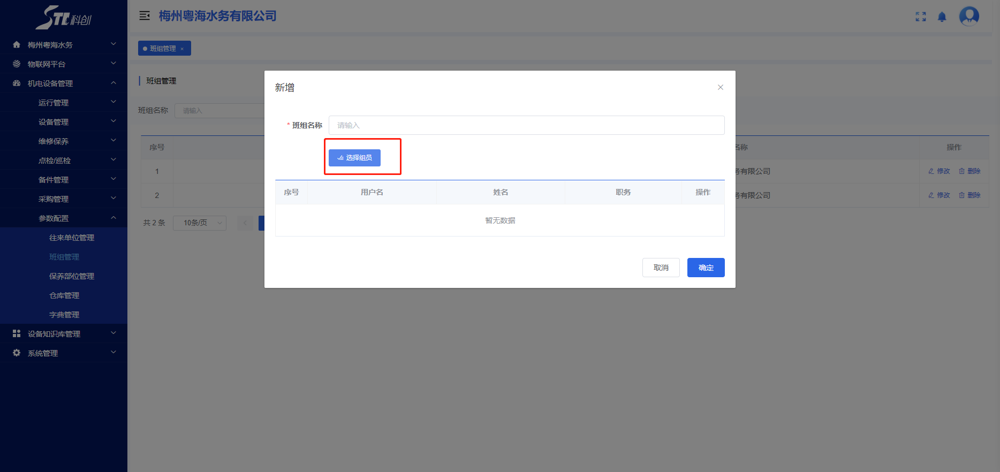 STC科创
梅州粤海水务
物联网平台
机电设备管理
运行管理
设备管理
维修保养
点检/巡检
备件管理
采购管理
参数配置
往来单位管理
班组管理
保养部位管理
仓库管理
字典管理
设备知识库管理
系统管理
梅州粤海水务有限公司
班组管理 ×
班组管理
班组名称 请输入
序号 名称 操作
1 务有限公司 修改 删除
2 务有限公司 修改 删除
共 2 条 10条/页
新增
* 班组名称 请输入
选择组员
序号 用户名 姓名 职务 操作
暂无数据
取消 确定